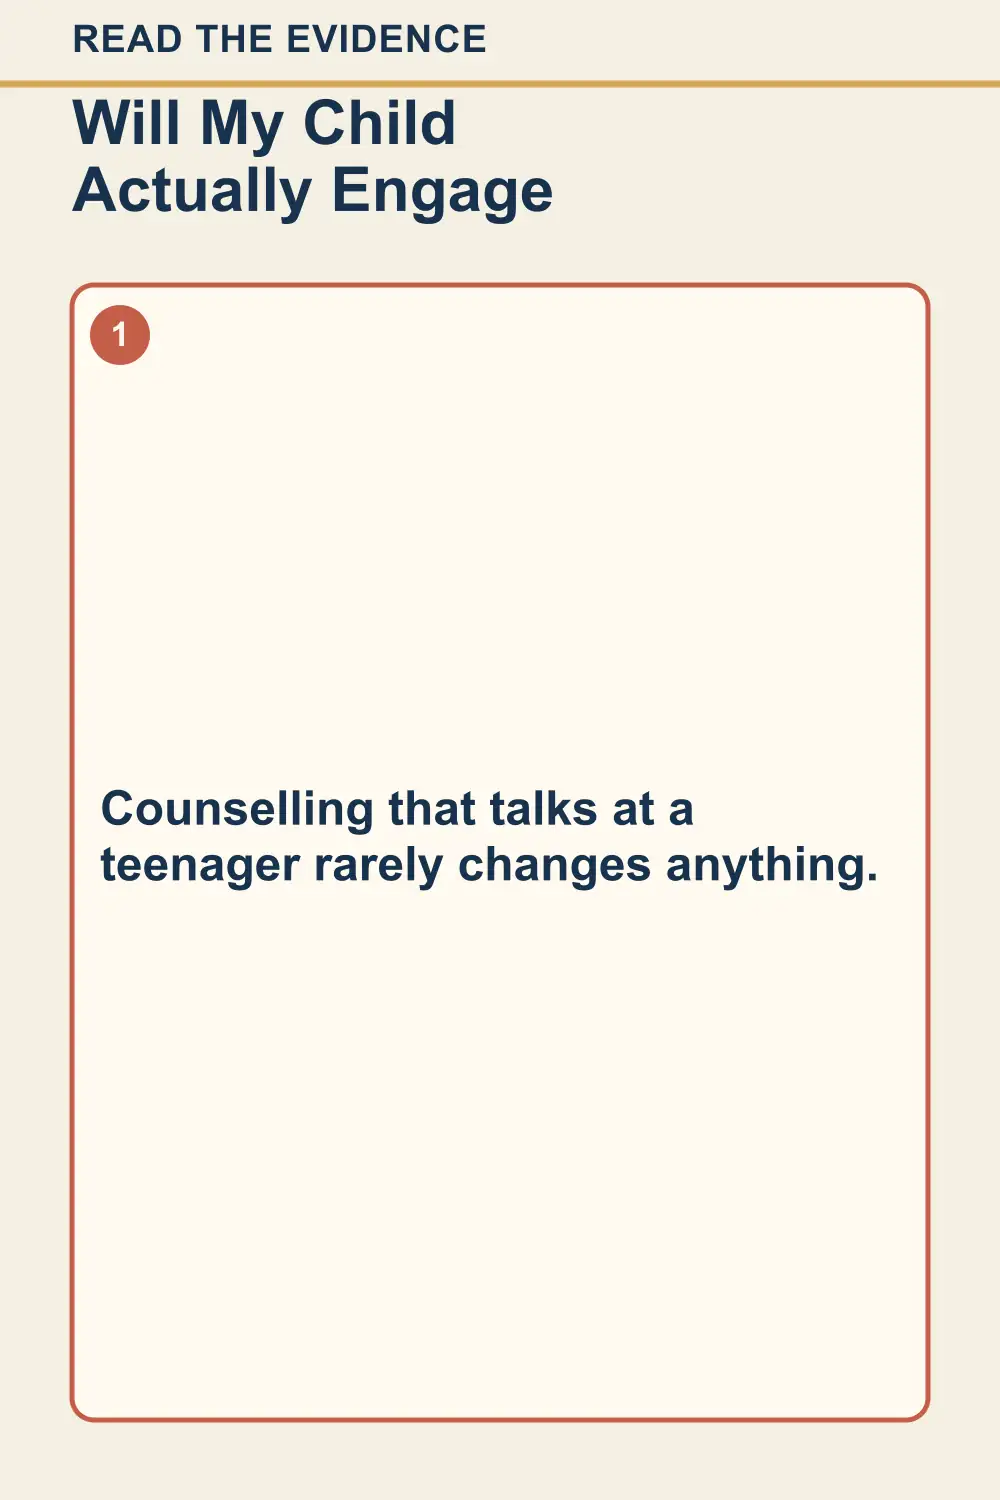 READ THE EVIDENCE
Will My Child
Actually Engage
1
Counselling that talks at a
teenager rarely changes anything.